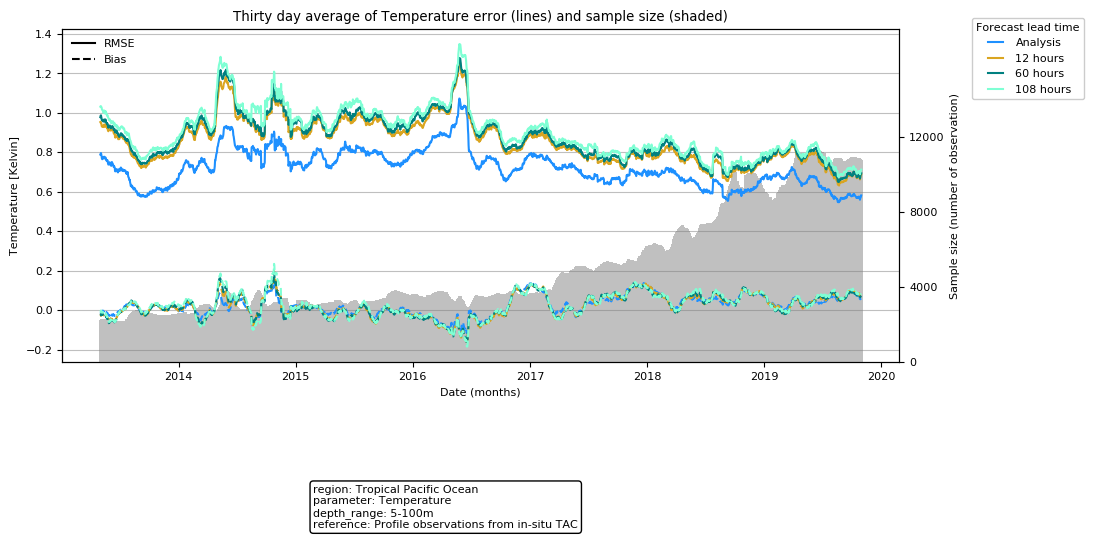 Thirty day average of Temperature error (lines) and sample size (shaded)
Forecast lead time
Analysis
12 hours
60 hours
108 hours
RMSE
Bias
1.4
1.2
1.0
0.8
0.6
0.4
0.2
0.0
−0.2
Temperature [Kelvin]
12000
8000
4000
0
Sample size (number of observation)
2014
2015
2016
2017
2018
2019
2020
Date (months)
region: Tropical Pacific Ocean
parameter: Temperature
depth_range: 5-100m
reference: Profile observations from in-situ TAC